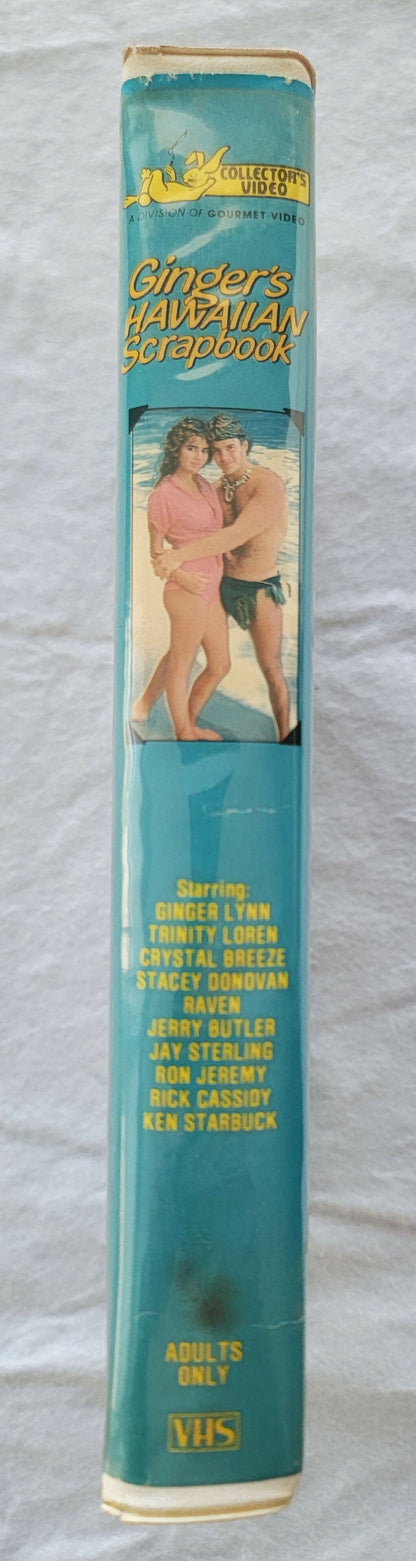 COLLECTOR'S
VIDEO
A DIVISION OF GOURMET VIDEO
Ginger's
HAWAIIAN
Scrapbook
Starring:
GINGER LYNN
TRINITY LOREN
CRYSTAL BREEZE
STACEY DONOVAN
RAVEN
JERRY BUTLER
JAY STERLING
RON JEREMY
RICK CASSIDY
KEN STARBUCK
ADULTS
ONLY
VHS